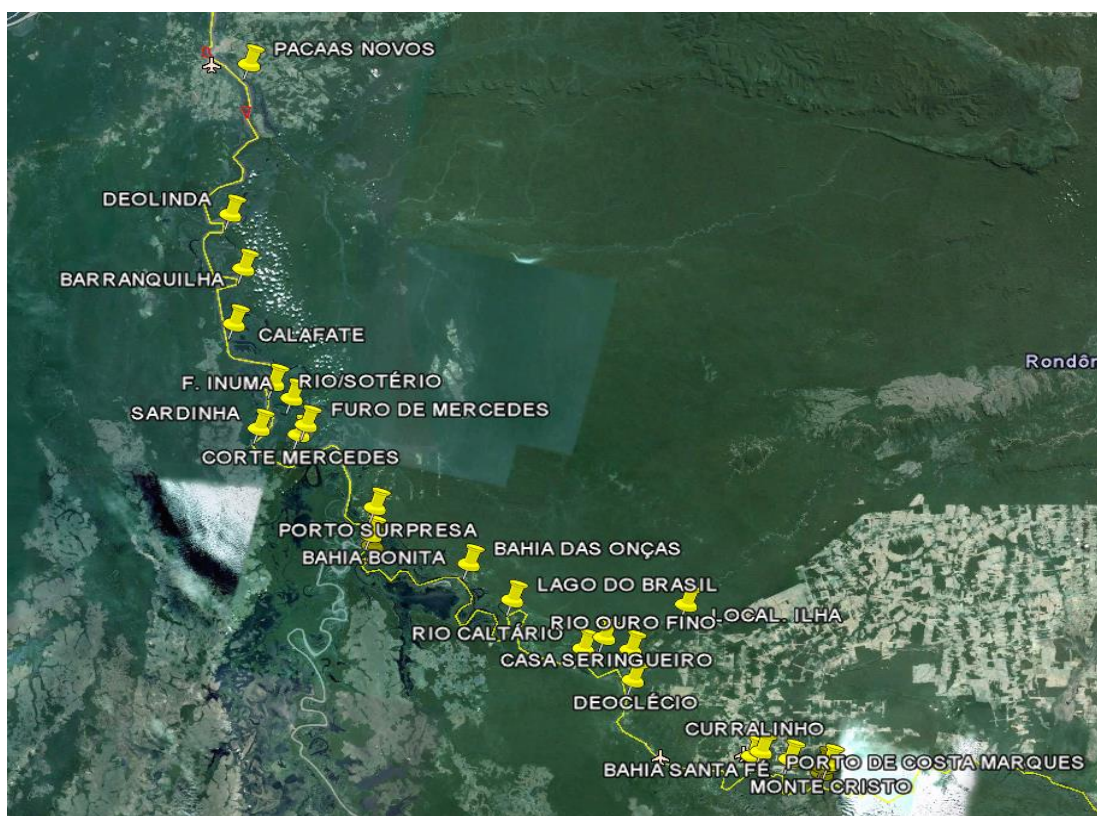 PACAAS NOVOS
DEOLINDA
BARRANQUILHA
CALAFATE
F. INUMA
RIO/SOTÉRIO
SARDINHA
FURO DE MERCEDES
CORTE MERCEDES
Rondôn
PORTO SURPRESA
BAHIA BONITA
BAHIA DAS ONÇAS
LAGO DO BRASIL
RIO CALTÁRIO
RIO OURO FINO
LOCAL. ILHA
CASA SERINGUEIRO
DEOCLÉCIO
CURRALINHO
BAHIA SANTA FÉ
PORTO DE COSTA MARQUES
MONTE CRISTO